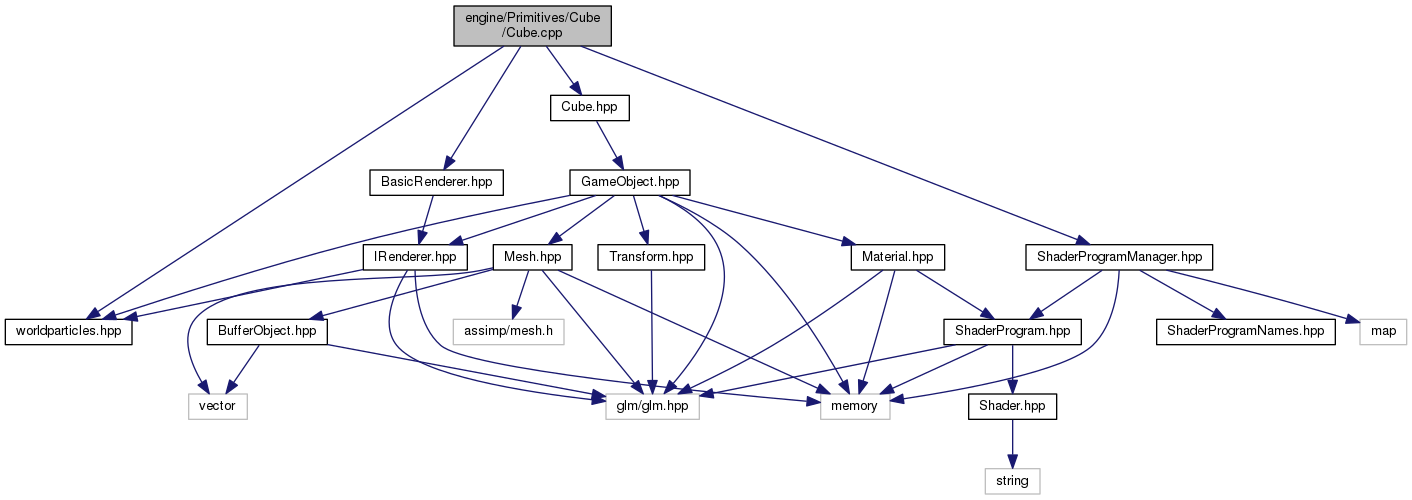 engine/Primitives/Cube
/Cube.cpp
Cube.hpp
BasicRenderer.hpp
GameObject.hpp
IRenderer.hpp
Mesh.hpp
Transform.hpp
Material.hpp
ShaderProgramManager.hpp
worldparticles.hpp
BufferObject.hpp
assimp/mesh.h
ShaderProgram.hpp
ShaderProgramNames.hpp
map
vector
glm/glm.hpp
memory
Shader.hpp
string